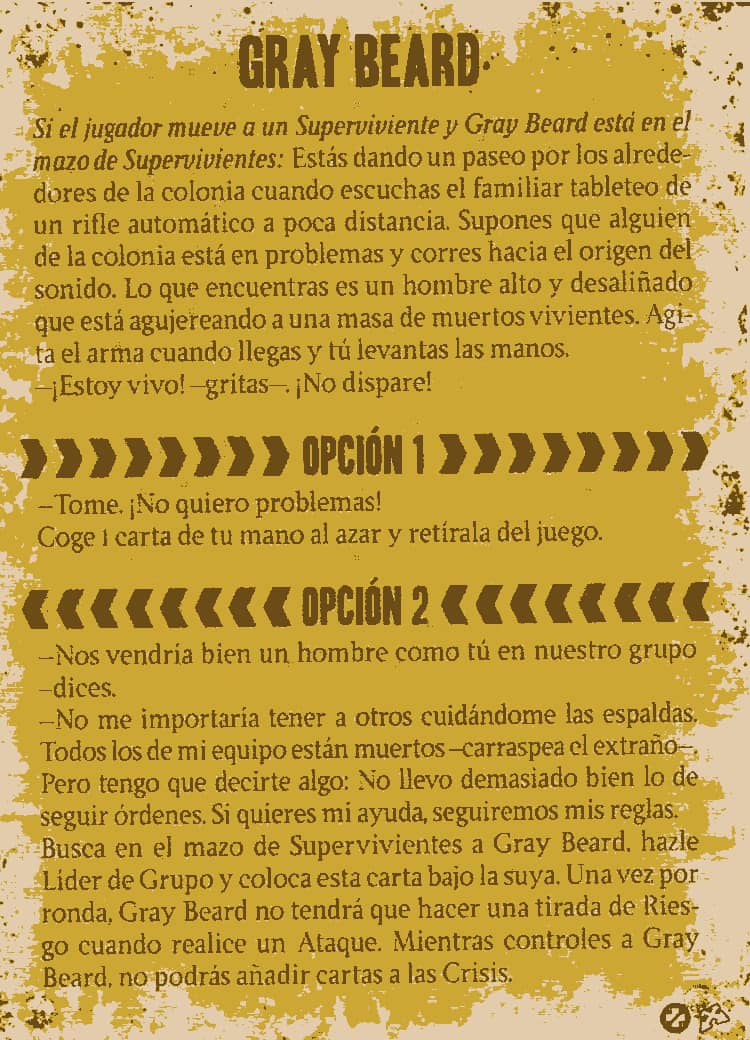 GRAY BEARD
Si el jugador mueve a un Superviviente y Gray Beard está en el
mazo de Supervivientes: Estás dando un paseo por los alrede-
dores de la colonia cuando escuchas el familiar tableteo de
un rifle automático a poca distancia. Supones que alguien
de la colonia está en problemas y corres hacia el origen del
sonido. Lo que encuentras es un hombre alto y desaliñado
que está agujereando a una masa de muertos vivientes. Agi-
ta el arma cuando llegas y tú levantas las manos.
—¡Estoy vivo! —gritas—. ¡No dispare!
OPCIÓN 1
—Tome. ¡No quiero problemas!
Coge 1 carta de tu mano al azar y retírala del juego.
OPCIÓN 2
—Nos vendría bien un hombre como tú en nuestro grupo
—dices.
—No me importaría tener a otros cuidándome las espaldas.
Todos los de mi equipo están muertos —carraspea el extraño—.
Pero tengo que decirte algo: No llevo demasiado bien lo de
seguir órdenes. Si quieres mi ayuda, seguiremos mis reglas.
Busca en el mazo de Supervivientes a Gray Beard, hazle
Líder de Grupo y coloca esta carta bajo la suya. Una vez por
ronda, Gray Beard no tendrá que hacer una tirada de Ries-
go cuando realice un Ataque. Mientras controles a Gray
Beard, no podrás añadir cartas a las Crisis.